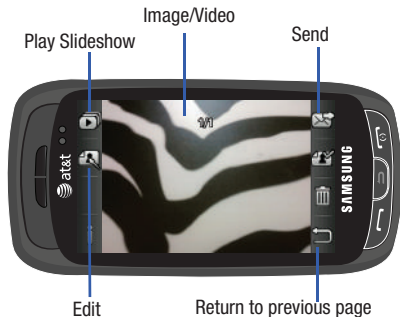 Image/Video
Play Slideshow
Send
1/1
at&t
SAMSUNG
Edit
Return to previous page